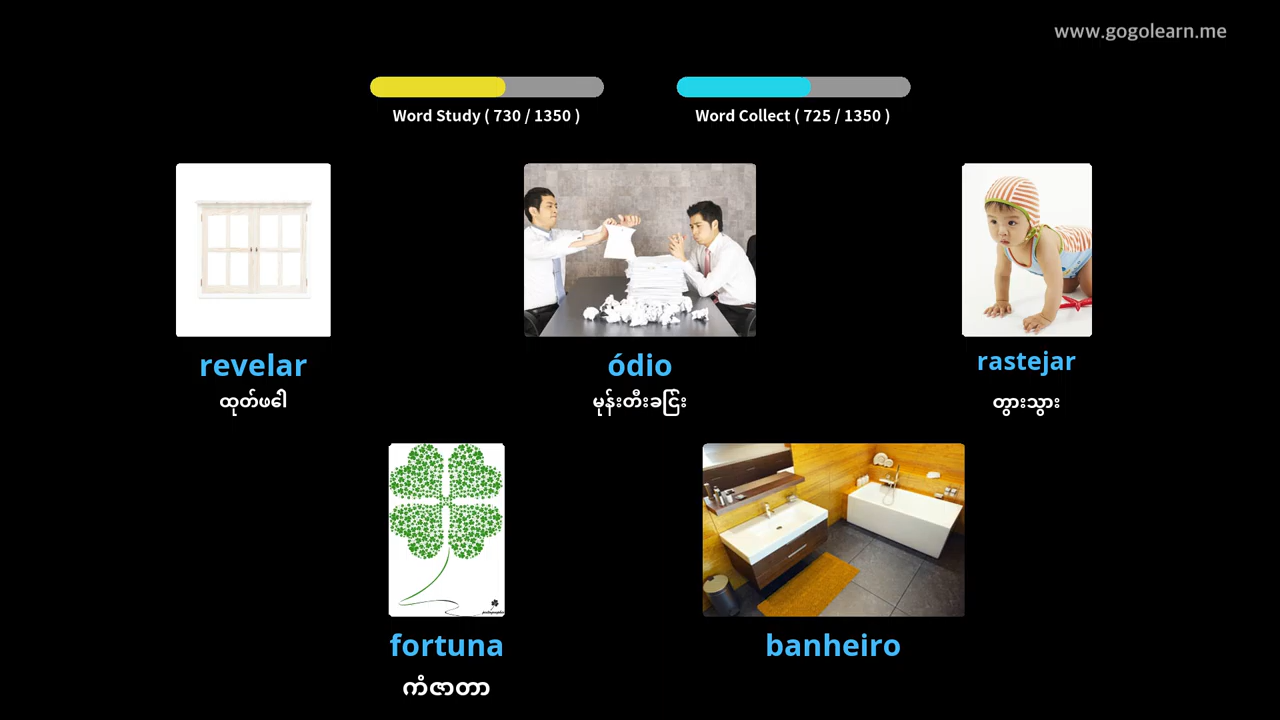 www.gogolearn.me
Word Study ( 730 / 1350 )
Word Collect ( 725 / 1350 )
revelar
ထုတ်ဖေါ်
ódio
မုန်းတီးခြင်း
rastejar
တွားသွား
fortuna
ကံဇာတာ
banheiro